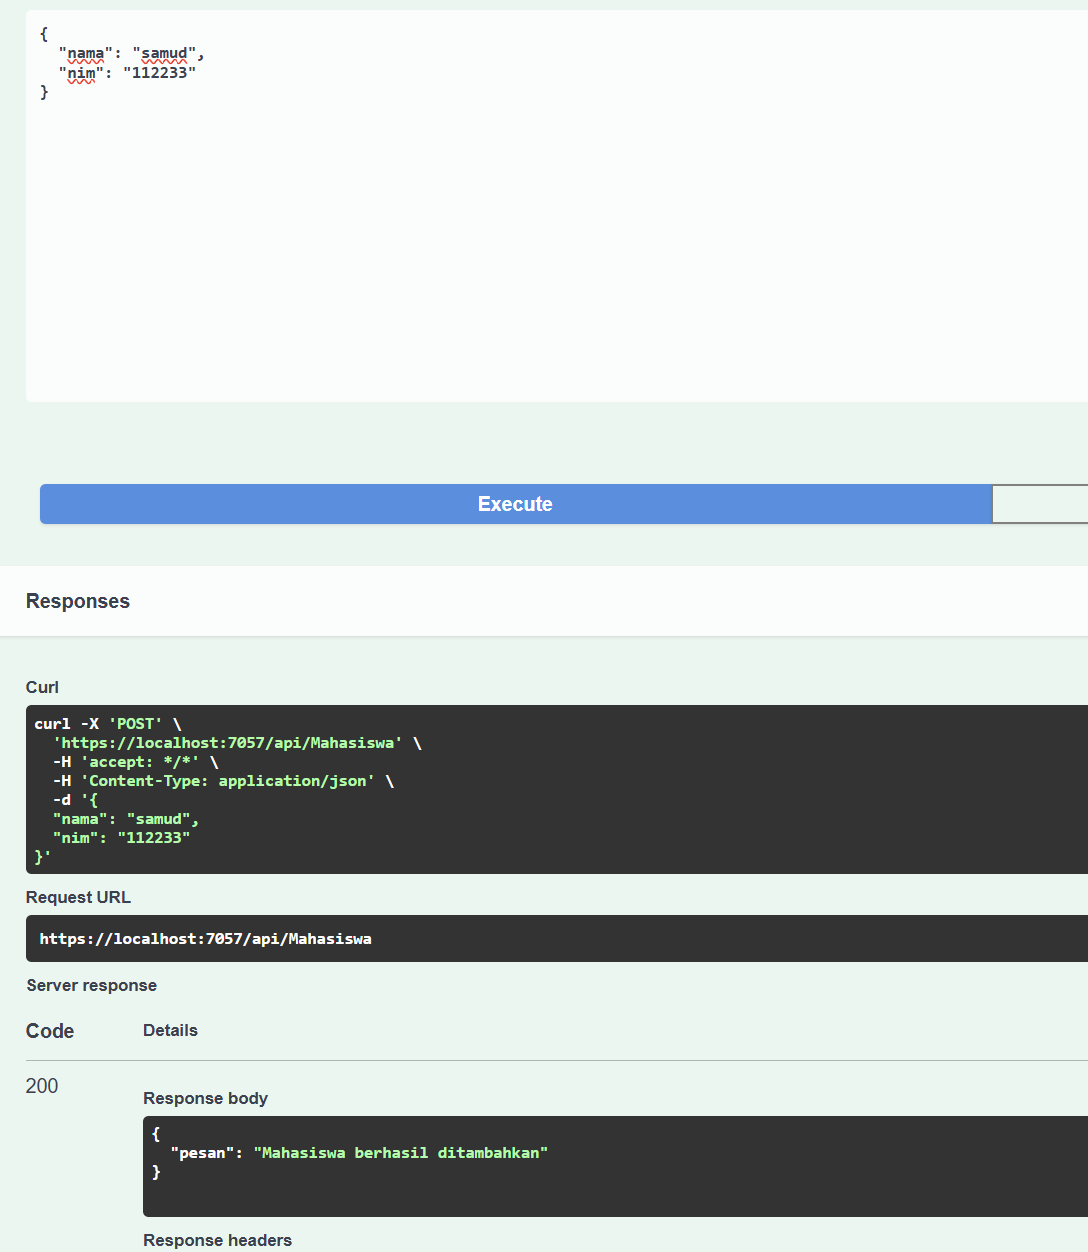 {
  "nama": "samud",
  "nim": "112233"
}
Execute
Responses
Curl
curl -X 'POST' \
  'https://localhost:7057/api/Mahasiswa' \
  -H 'accept: */*' \
  -H 'Content-Type: application/json' \
  -d '{
  "nama": "samud",
  "nim": "112233"
}'
Request URL
https://localhost:7057/api/Mahasiswa
Server response
Code Details
200
Response body
{
  "pesan": "Mahasiswa berhasil ditambahkan"
}
Response headers